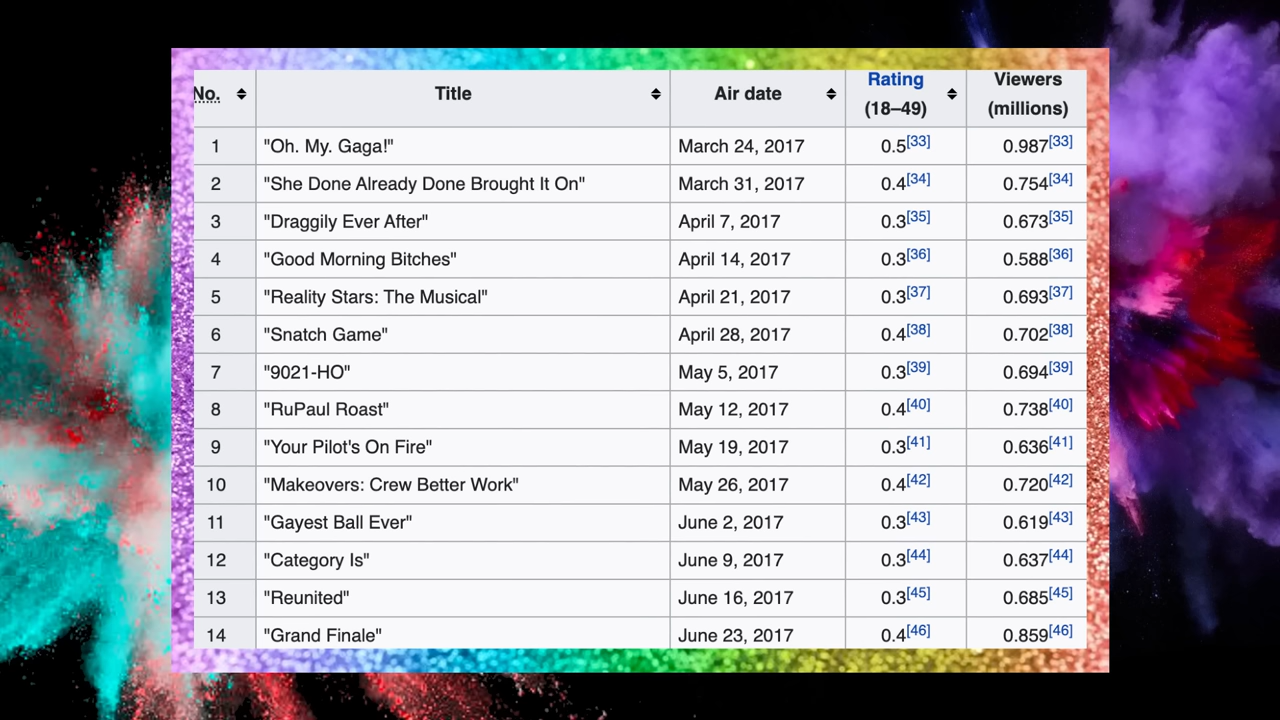 No. Title Air date Rating (18–49) Viewers (millions)
1 "Oh. My. Gaga!" March 24, 2017 0.5[33] 0.987[33]
2 "She Done Already Done Brought It On" March 31, 2017 0.4[34] 0.754[34]
3 "Draggily Ever After" April 7, 2017 0.3[35] 0.673[35]
4 "Good Morning Bitches" April 14, 2017 0.3[36] 0.588[36]
5 "Reality Stars: The Musical" April 21, 2017 0.3[37] 0.693[37]
6 "Snatch Game" April 28, 2017 0.4[38] 0.702[38]
7 "9021-HO" May 5, 2017 0.3[39] 0.694[39]
8 "RuPaul Roast" May 12, 2017 0.4[40] 0.738[40]
9 "Your Pilot's On Fire" May 19, 2017 0.3[41] 0.636[41]
10 "Makeovers: Crew Better Work" May 26, 2017 0.4[42] 0.720[42]
11 "Gayest Ball Ever" June 2, 2017 0.3[43] 0.619[43]
12 "Category Is" June 9, 2017 0.3[44] 0.637[44]
13 "Reunited" June 16, 2017 0.3[45] 0.685[45]
14 "Grand Finale" June 23, 2017 0.4[46] 0.859[46]